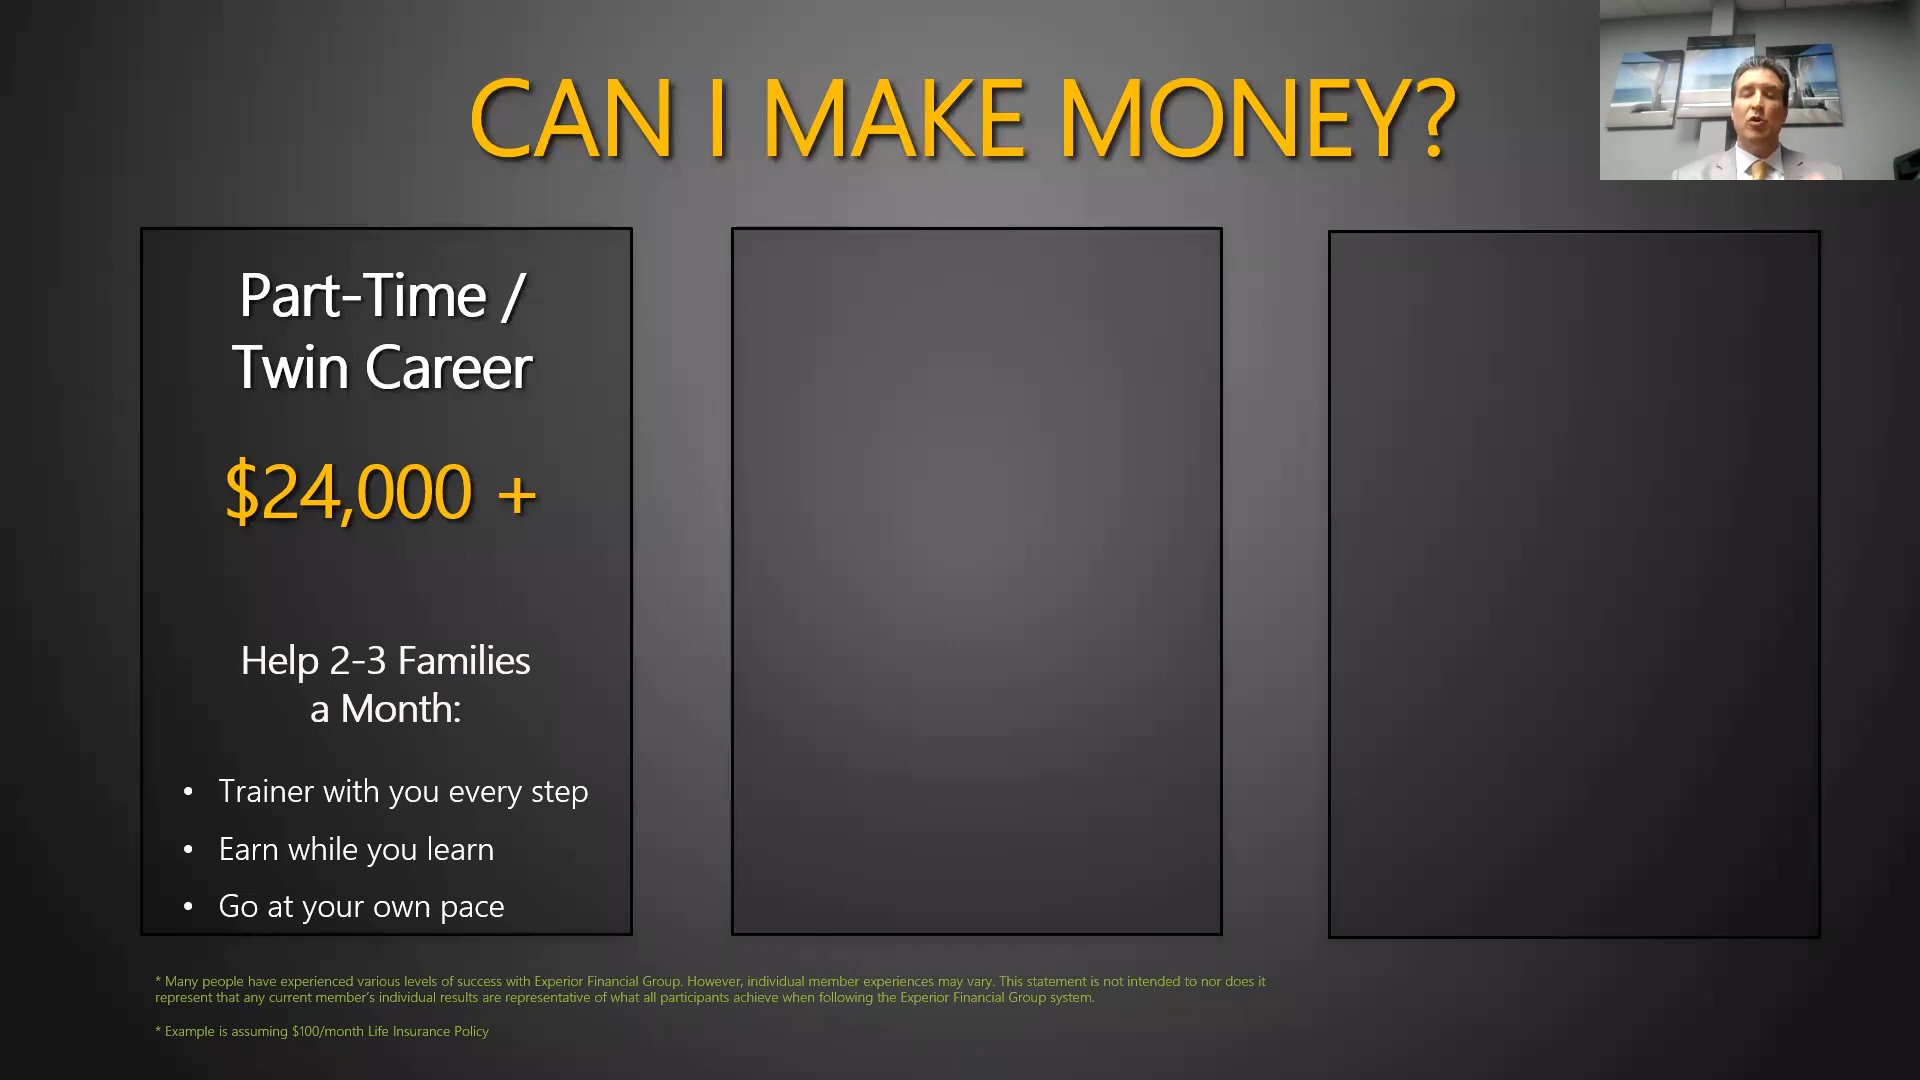 CAN I MAKE MONEY?
Part-Time /
Twin Career
$24,000 +
Help 2-3 Families
a Month:
• Trainer with you every step
• Earn while you learn
• Go at your own pace
* Many people have experienced various levels of success with Experior Financial Group. However, individual member experiences may vary. This statement is not intended to nor does it
represent that any current member's individual results are representative of what all participants achieve when following the Experior Financial Group system.
* Example is assuming $100/month Life Insurance Policy